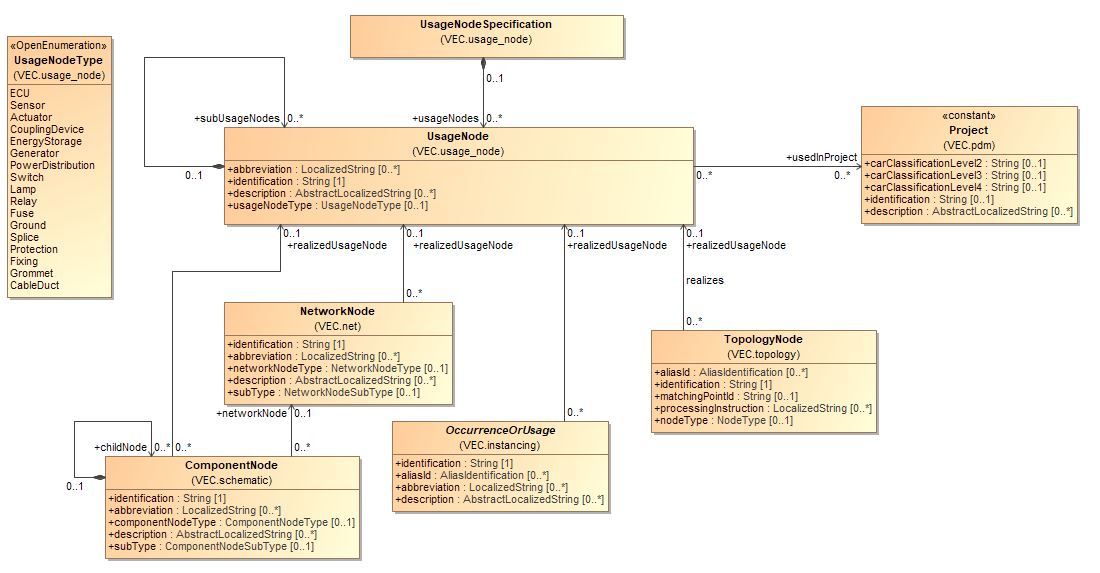 «OpenEnumeration»
UsageNodeType
(VEC.usage_node)
ECU
Sensor
Actuator
CouplingDevice
EnergyStorage
Generator
PowerDistribution
Switch
Lamp
Relay
Fuse
Ground
Splice
Protection
Fixing
Grommet
CableDuct
UsageNodeSpecification
(VEC.usage_node)
0..1
+usageNodes
0..*
+subUsageNodes
0..*
0..1
UsageNode
(VEC.usage_node)
+abbreviation : LocalizedString [0..*]
+identification : String [1]
+description : AbstractLocalizedString [0..*]
+usageNodeType : UsageNodeType [0..1]
+usedInProject
0..*
0..*
«constant»
Project
(VEC.pdm)
+carClassificationLevel2 : String [0..1]
+carClassificationLevel3 : String [0..1]
+carClassificationLevel4 : String [0..1]
+identification : String [0..1]
+description : AbstractLocalizedString [0..*]
0..1
+realizedUsageNode
0..1
+realizedUsageNode
0..1
+realizedUsageNode
0..1
+realizedUsageNode
realizes
0..*
0..*
NetworkNode
(VEC.net)
+identification : String [1]
+abbreviation : LocalizedString [0..*]
+networkNodeType : NetworkNodeType [0..1]
+description : AbstractLocalizedString [0..*]
+subType : NetworkNodeSubType [0..1]
TopologyNode
(VEC.topology)
+aliasId : AliasIdentification [0..*]
+identification : String [1]
+matchingPointId : String [0..1]
+processingInstruction : LocalizedString [0..*]
+nodeType : NodeType [0..1]
+networkNode
0..1
0..*
0..*
OccurrenceOrUsage
(VEC.instancing)
+identification : String [1]
+aliasId : AliasIdentification [0..*]
+abbreviation : LocalizedString [0..*]
+description : AbstractLocalizedString [0..*]
+childNode
0..*
0..*
0..1
ComponentNode
(VEC.schematic)
+identification : String [1]
+abbreviation : LocalizedString [0..*]
+componentNodeType : ComponentNodeType [0..1]
+description : AbstractLocalizedString [0..*]
+subType : ComponentNodeSubType [0..1]